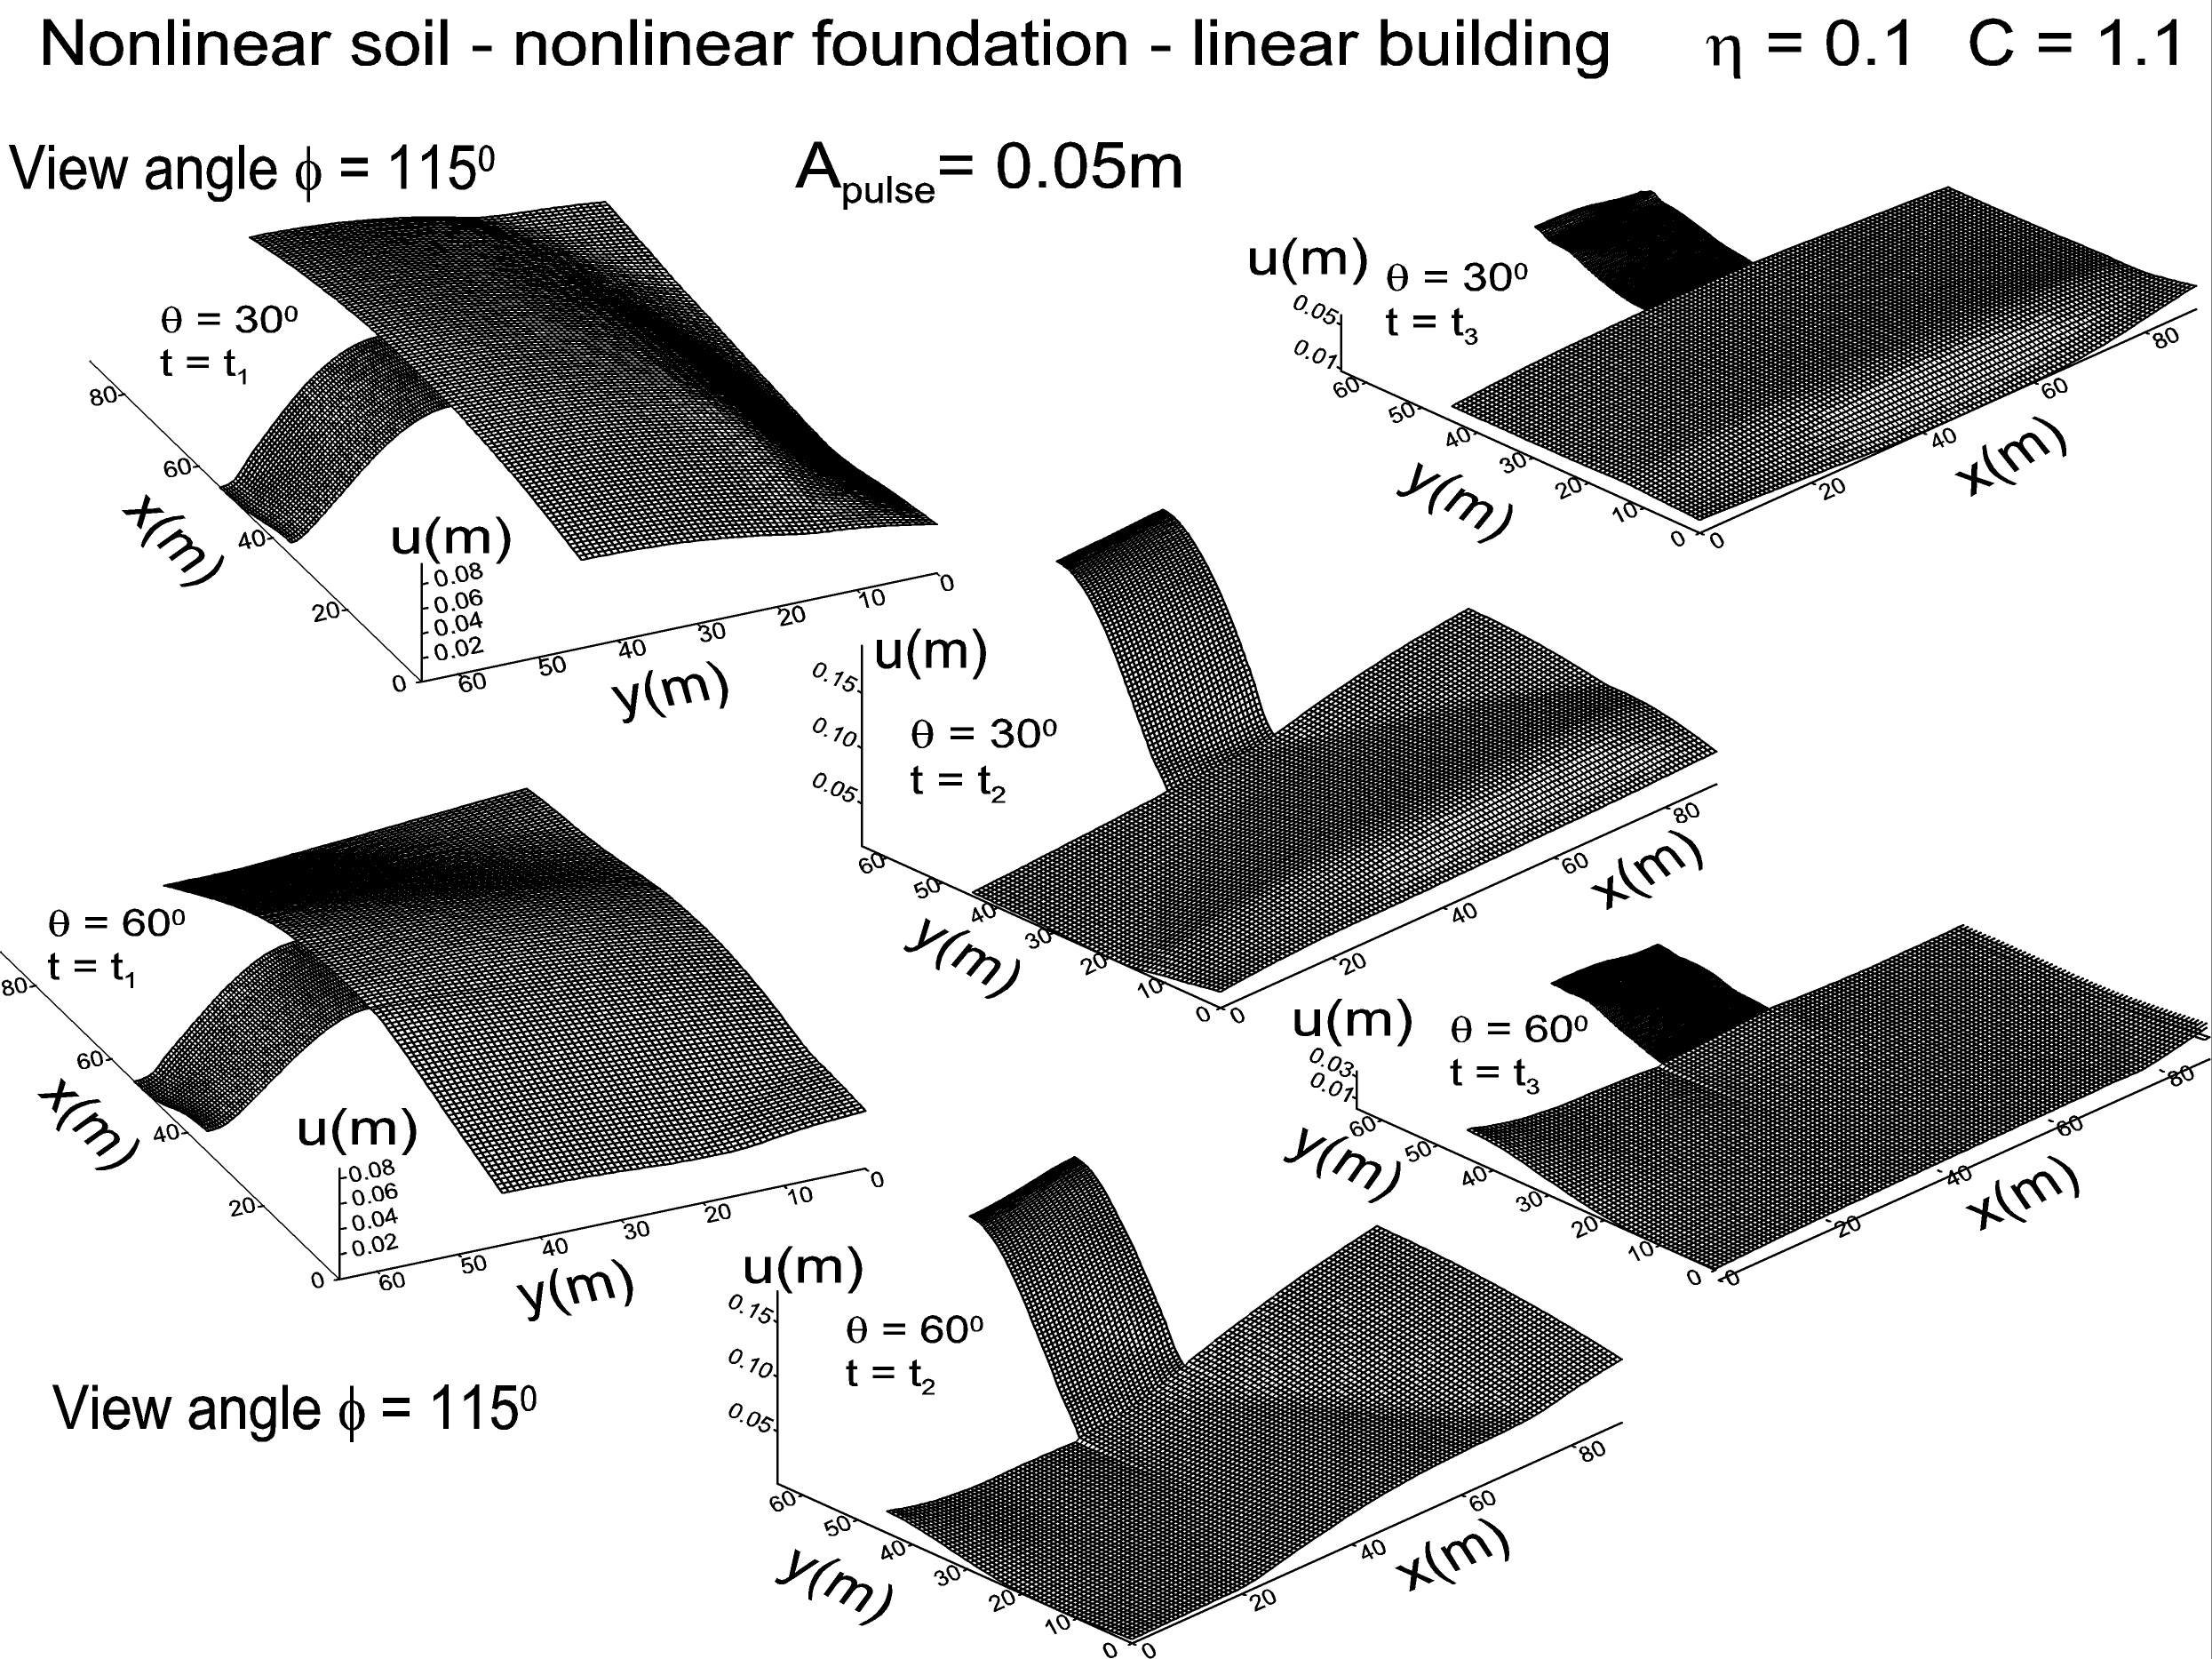 Nonlinear soil - nonlinear foundation - linear building η = 0.1 C = 1.1
View angle ϕ = 115⁰
A_pulse = 0.05m
θ = 30⁰
t = t₁
80
60
40
20
0
x(m)
u(m)
0.08
0.06
0.04
0.02
60
50
40
30
20
10
0
y(m)
u(m)
θ = 30⁰
t = t₃
0.05
0.01
60
50
40
30
20
10
0
y(m)
0
20
40
60
80
x(m)
u(m)
0.15
0.10
0.05
θ = 30⁰
t = t₂
60
50
40
30
20
10
0
y(m)
0
20
40
60
80
x(m)
θ = 60⁰
t = t₁
80
60
40
20
0
x(m)
u(m)
0.08
0.06
0.04
0.02
60
50
40
30
20
10
0
y(m)
u(m)
θ = 60⁰
t = t₃
0.03
0.01
60
50
40
30
20
10
0
y(m)
0
20
40
60
80
x(m)
u(m)
0.15
0.10
0.05
θ = 60⁰
t = t₂
60
50
40
30
20
10
0
y(m)
0
20
40
60
80
x(m)
View angle ϕ = 115⁰